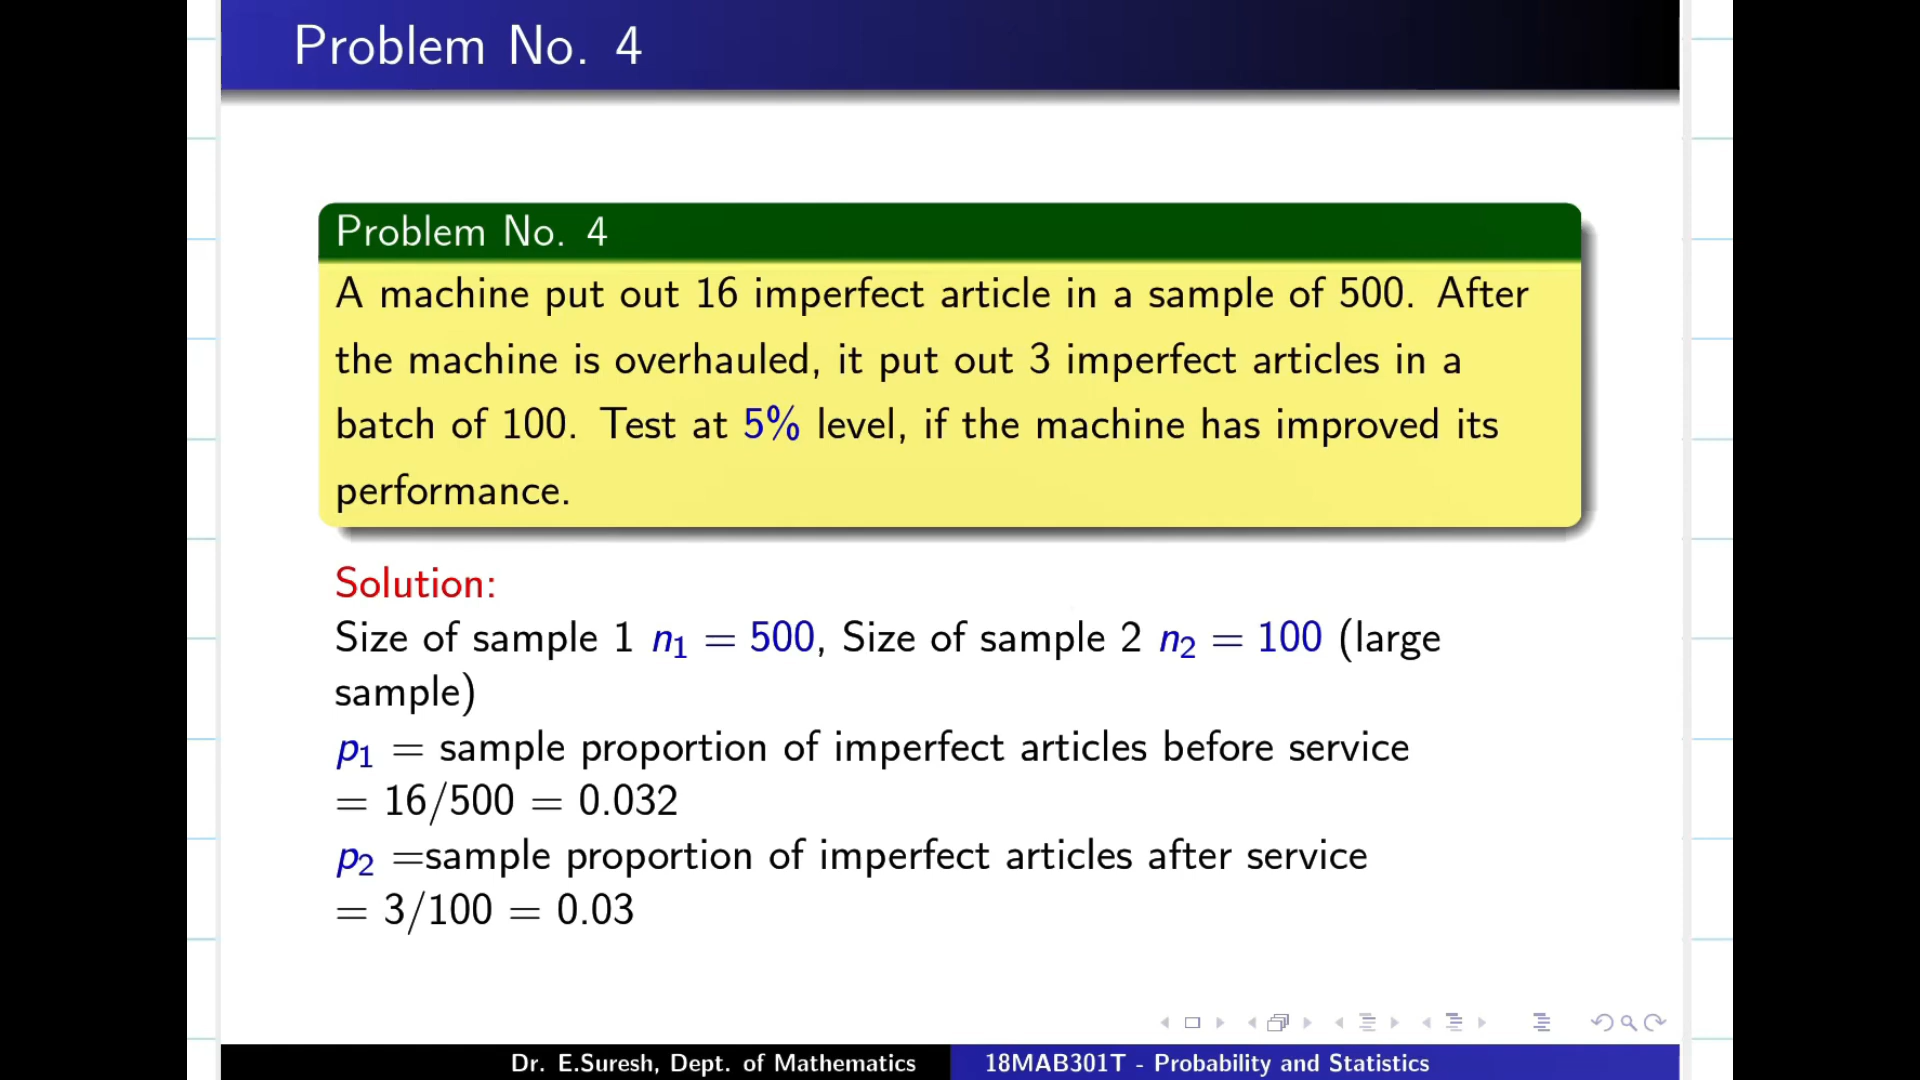 Problem No. 4
Problem No. 4
A machine put out 16 imperfect article in a sample of 500. After
the machine is overhauled, it put out 3 imperfect articles in a
batch of 100. Test at 5% level, if the machine has improved its
performance.
Solution:
Size of sample 1 n₁ = 500, Size of sample 2 n₂ = 100 (large
sample)
p₁ = sample proportion of imperfect articles before service
= 16/500 = 0.032
p₂ =sample proportion of imperfect articles after service
= 3/100 = 0.03
Dr. E.Suresh, Dept. of Mathematics 18MAB301T - Probability and Statistics